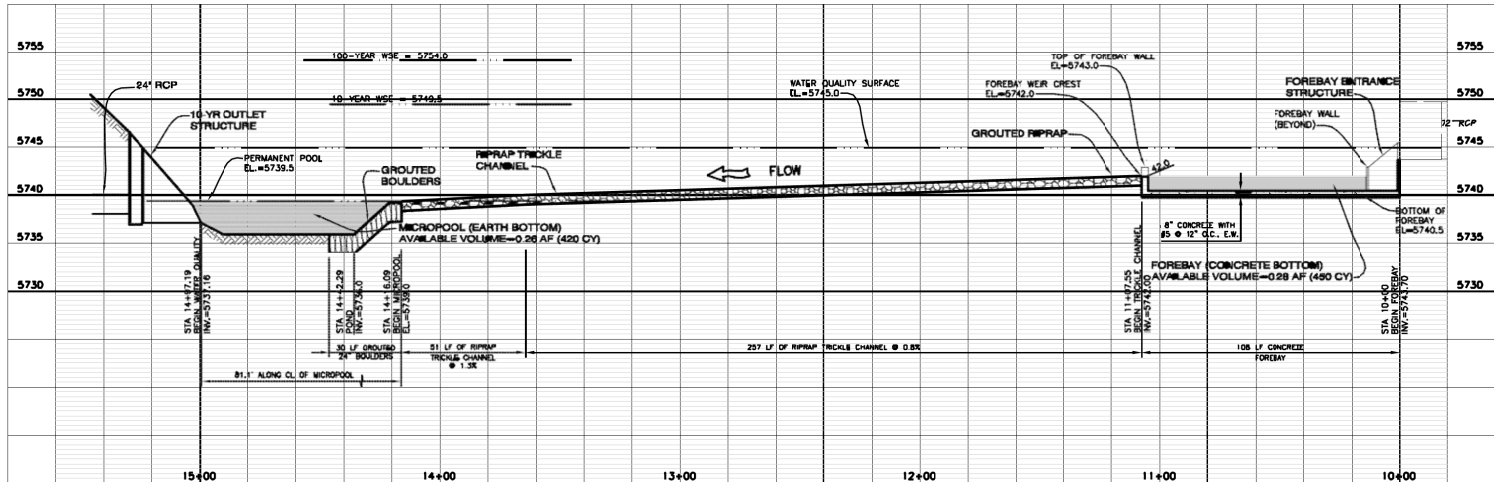 5755
5750
5745
5740
5735
5730
5755
5750
5745
5740
5735
5730
100-YEAR WSE = 5754.0
10-YR WSE = 5749.5
24" RCP
10-YR OUTLET
STRUCTURE
PERMANENT POOL
EL.=5739.5
GROUTED
BOULDERS
RIPRAP TRICKLE
CHANNEL
FLOW
WATER QUALITY SURFACE
EL.=5745.0
TOP OF FOREBAY WALL
EL=5743.0
FOREBAY WEIR CREST
EL.=5742.0
GROUTED RIPRAP
42.0
FOREBAY ENTRANCE
STRUCTURE
FOREBAY WALL
(BEYOND)
72" RCP
MICROPOOL (EARTH BOTTOM)
AVAILABLE VOLUME=0.26 AF (420 CY)
8" CONCRETE WITH
#5 @ 12" O.C., E.W.
BOTTOM OF
FOREBAY
EL=5740.5
FOREBAY (CONCRETE BOTTOM)
AVAILABLE VOLUME=0.28 AF (450 CY)
STA 14+97.19
BEGIN WATER QUALITY
INV.=5737.16
STA 14+42.29
POND
INV.=5736.0
STA 14+16.09
BEGIN MICROPOOL
EL.=5739.0
STA 11+07.55
BEGIN TRICKLE CHANNEL
INV.=5742.00
STA 10+00
BEGIN FOREBAY
INV.=5743.70
30 LF GROUTED
24" BOULDERS
51 LF OF RIPRAP
TRICKLE CHANNEL
@ 1.3%
257 LF OF RIPRAP TRICKLE CHANNEL @ 0.8%
108 LF CONCRETE
FOREBAY
81.1' ALONG CL OF MICROPOOL
15+00
14+00
13+00
12+00
11+00
10+00